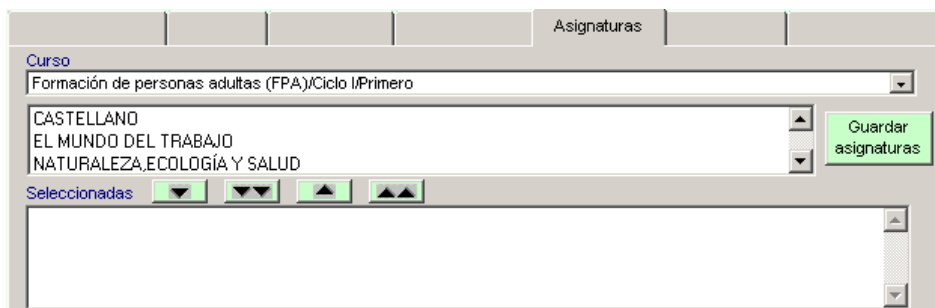 Asignaturas
Curso
Formación de personas adultas (FPA)/Ciclo I/Primero
CASTELLANO
EL MUNDO DEL TRABAJO
NATURALEZA,ECOLOGÍA Y SALUD
Guardar
asignaturas
Seleccionadas